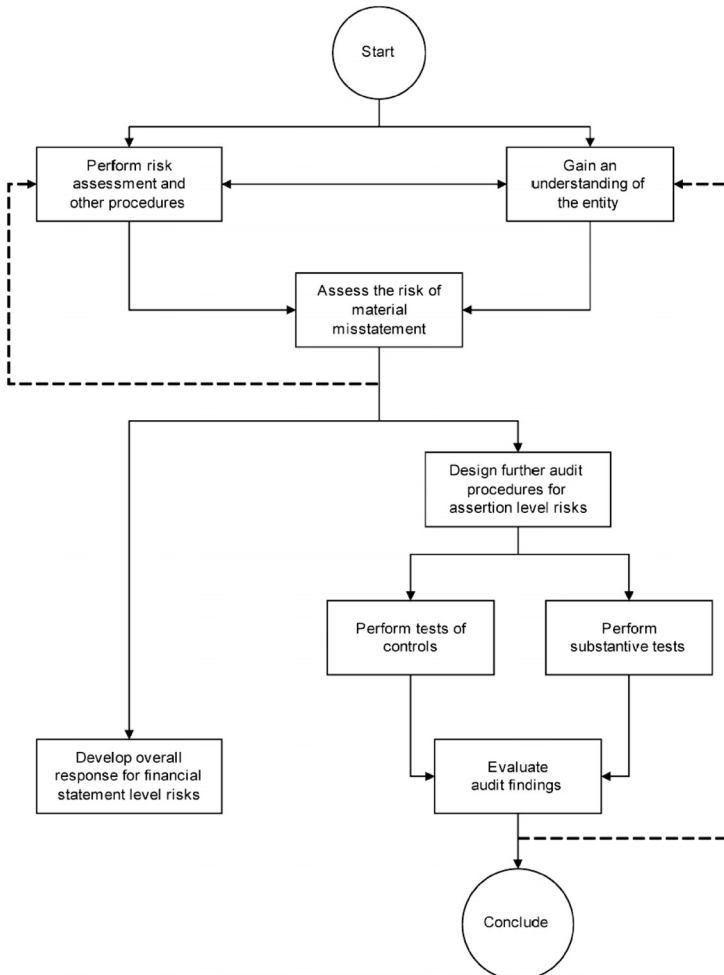 Start
Perform risk
assessment and
other procedures
Gain an
understanding of
the entity
Assess the risk of
material
misstatement
Design further audit
procedures for
assertion level risks
Perform tests of
controls
Perform
substantive tests
Develop overall
response for financial
statement level risks
Evaluate
audit findings
Conclude